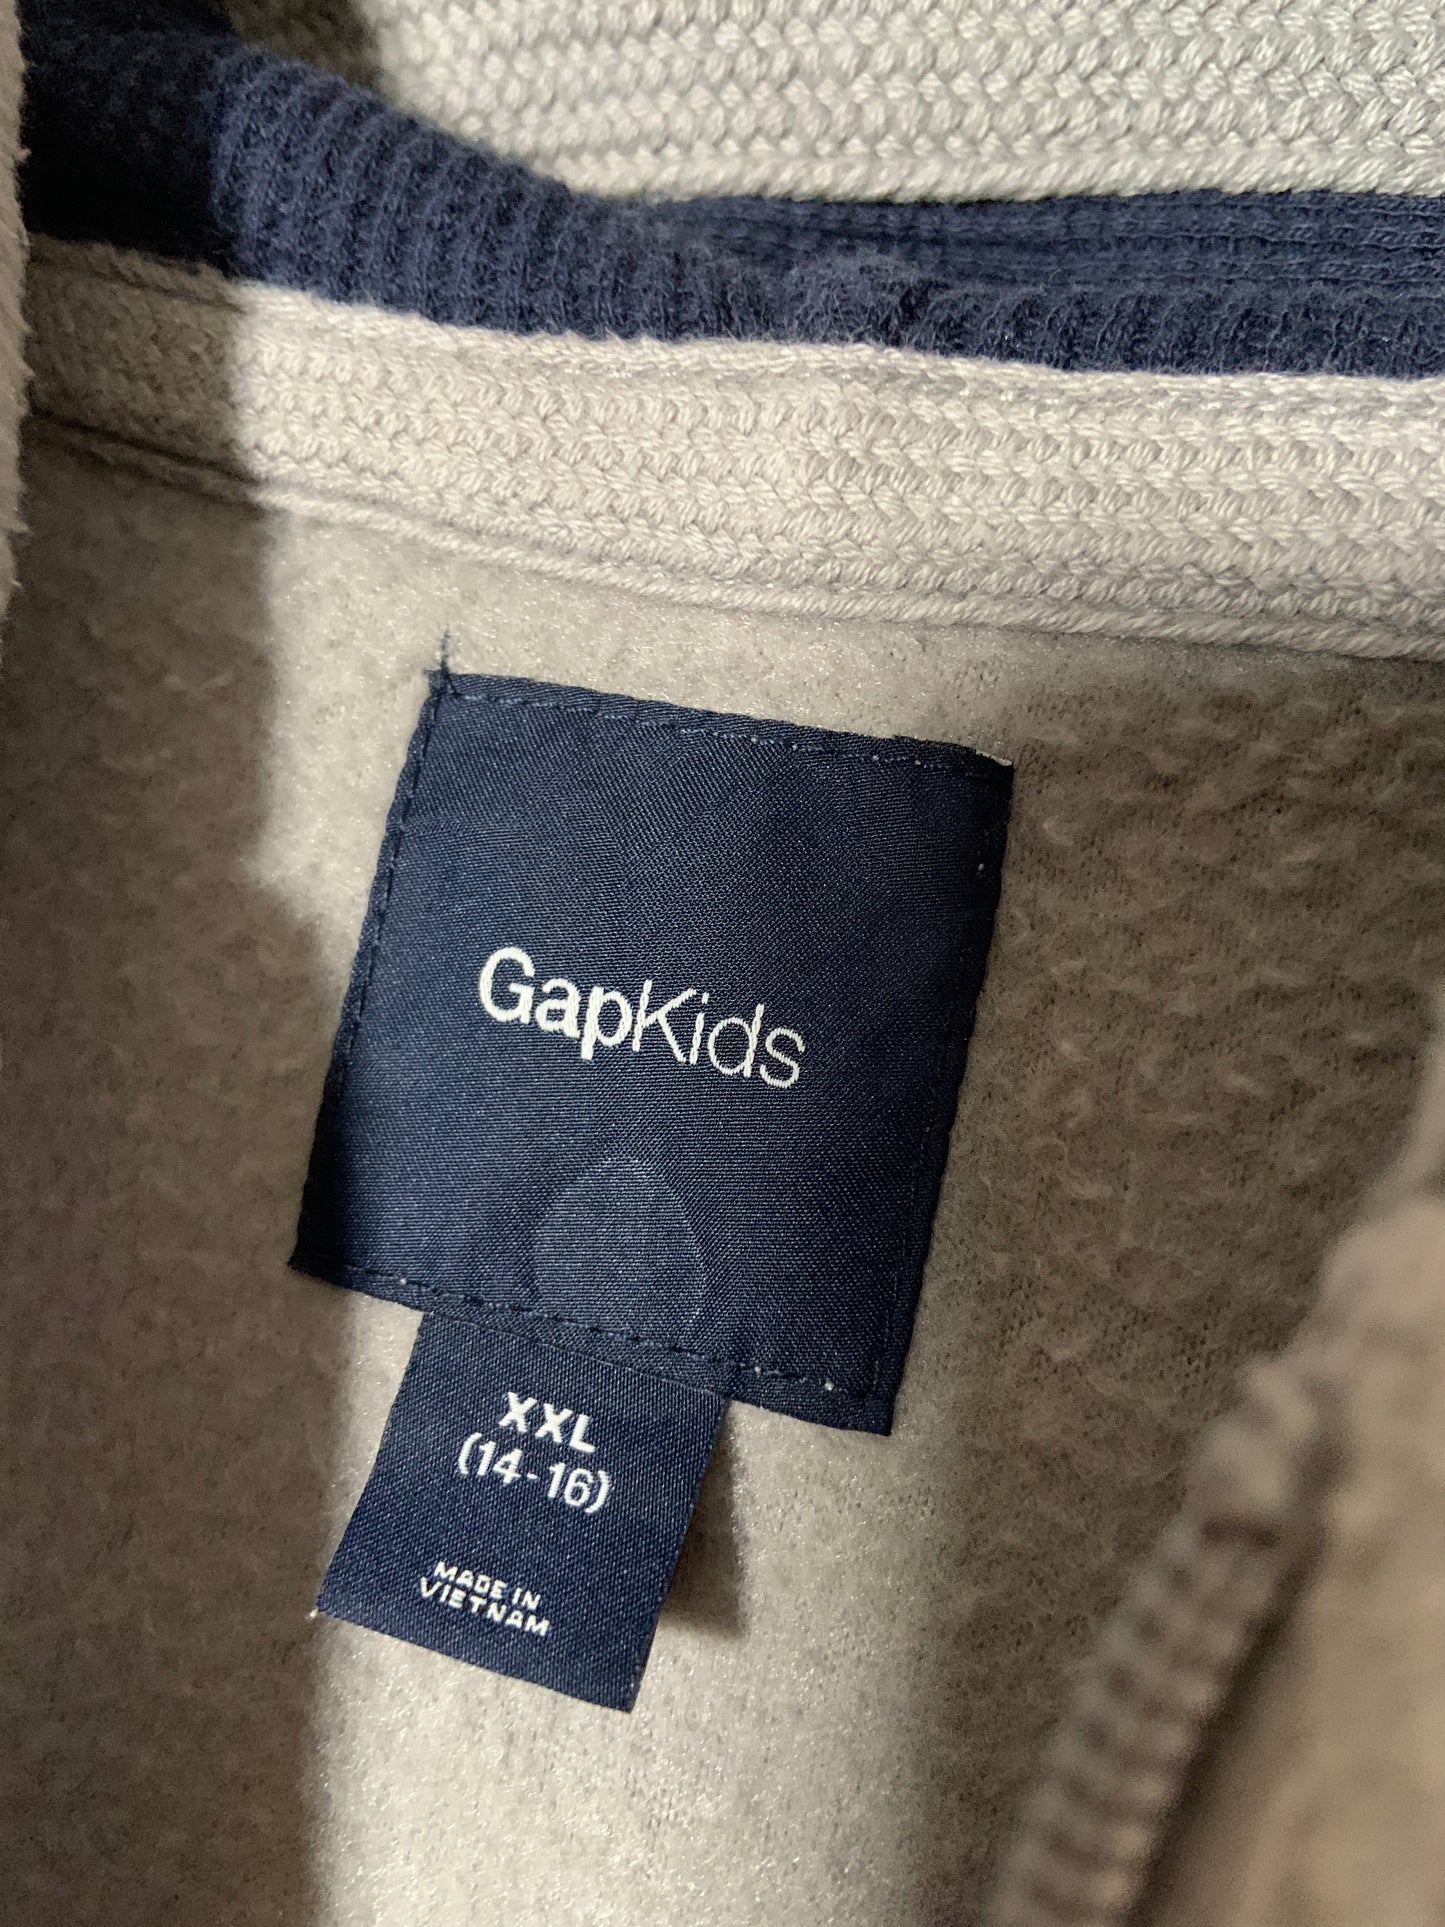 GapKids
XXL
(14-16)
MADE IN
VIETNAM